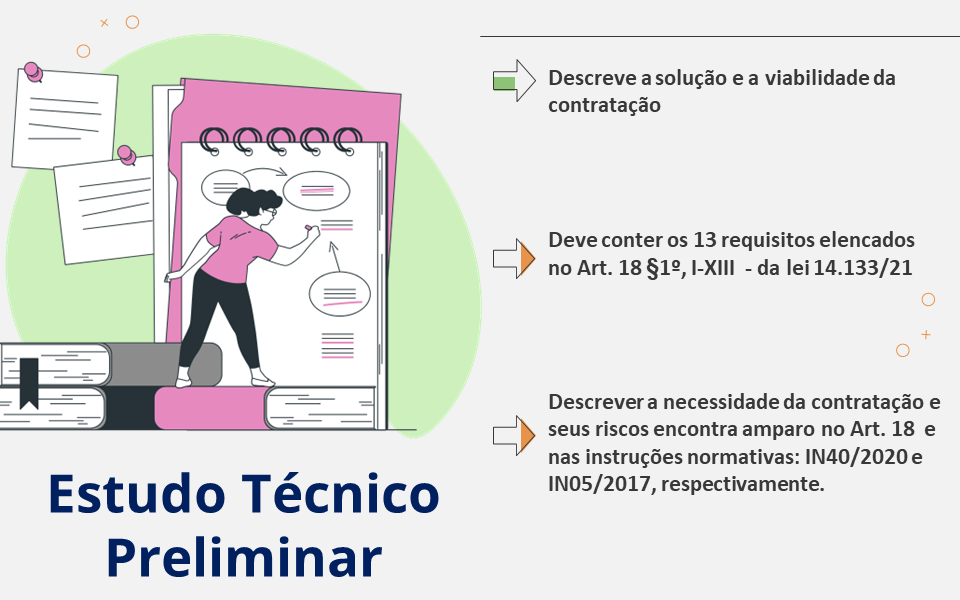 Descreve a solução e a viabilidade da
contratação
Deve conter os 13 requisitos elencados
no Art. 18 §1º, I-XIII - da lei 14.133/21
Descrever a necessidade da contratação e
seus riscos encontra amparo no Art. 18 e
nas instruções normativas: IN40/2020 e
IN05/2017, respectivamente.
Estudo Técnico
Preliminar